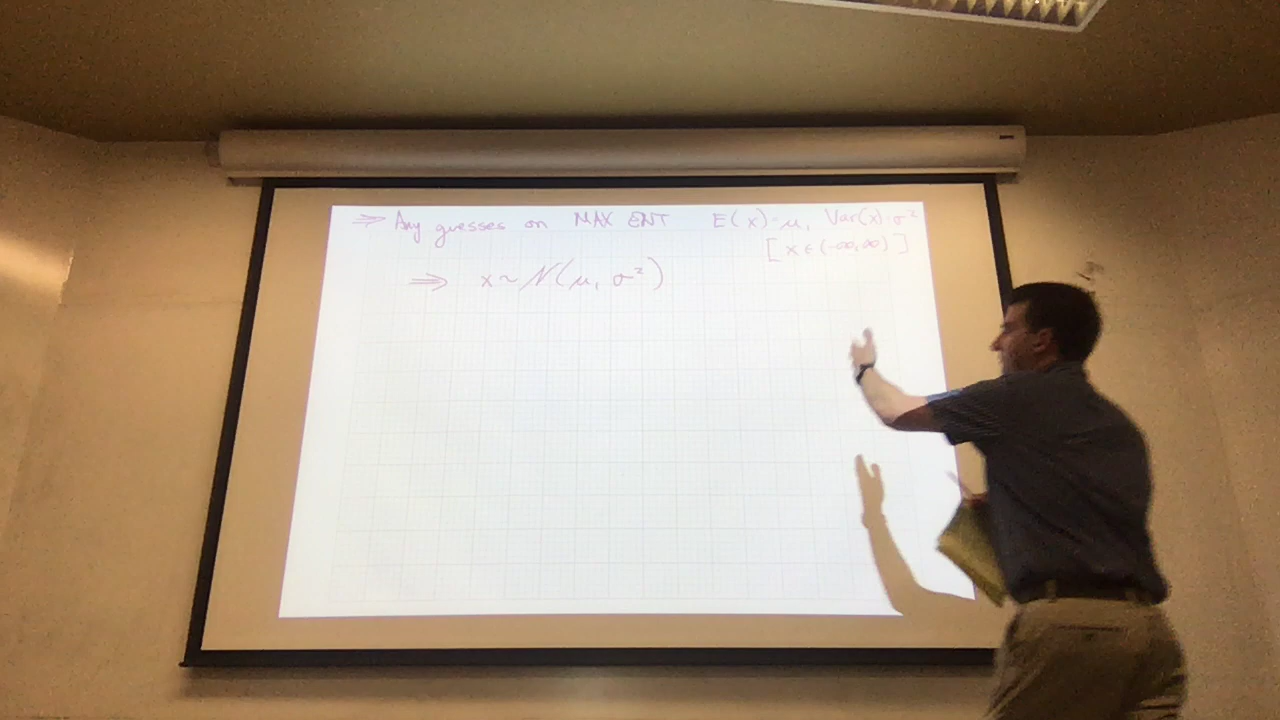 ⇒ Any guesses on MAX ENT E(x)=μ, Var(x)=σ²
[x∈(-∞,∞)]
⇒ x~N(μ, σ²)